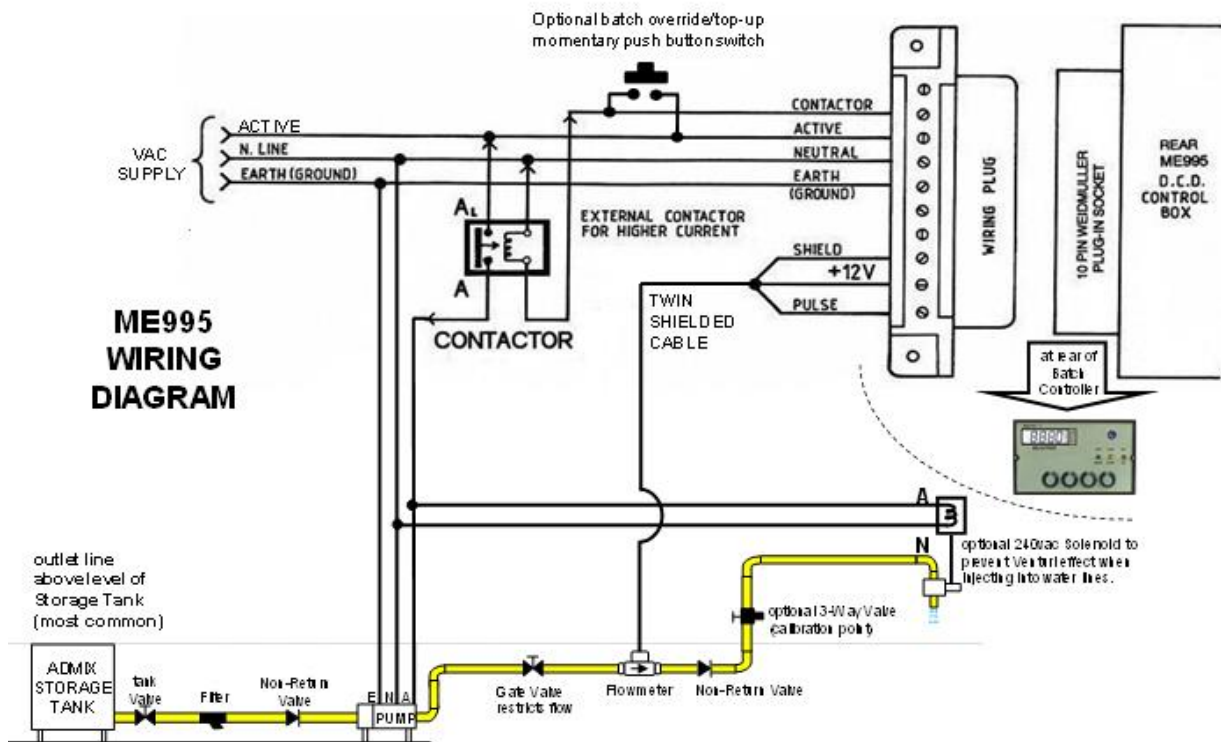 Optional batch override/top-up
momentary push button switch
CONTACTOR
ACTIVE
ACTIVE
N. LINE
NEUTRAL
VAC
SUPPLY
EARTH (GROUND)
EARTH
(GROUND)
WIRING PLUG
10 PIN WEIDMULLER
PLUG-IN SOCKET
REAR
ME995
D.C.D.
CONTROL
BOX
AL
A
EXTERNAL CONTACTOR
FOR HIGHER CURRENT
CONTACTOR
SHIELD
+12V
PULSE
TWIN
SHIELDED
CABLE
ME995
WIRING
DIAGRAM
at rear of
Batch
Controller
8880
A
N
optional 240vac Solenoid to
prevent Venturi effect when
injecting into water lines.
outlet line
above level of
Storage Tank
(most common)
optional 3-Way Valve
(calibration point)
ADMIX
STORAGE
TANK
tank
Valve
Filter
Non-Return
Valve
E N A
PUMP
Gate Valve
restricts flow
Flowmeter
Non-Return Valve